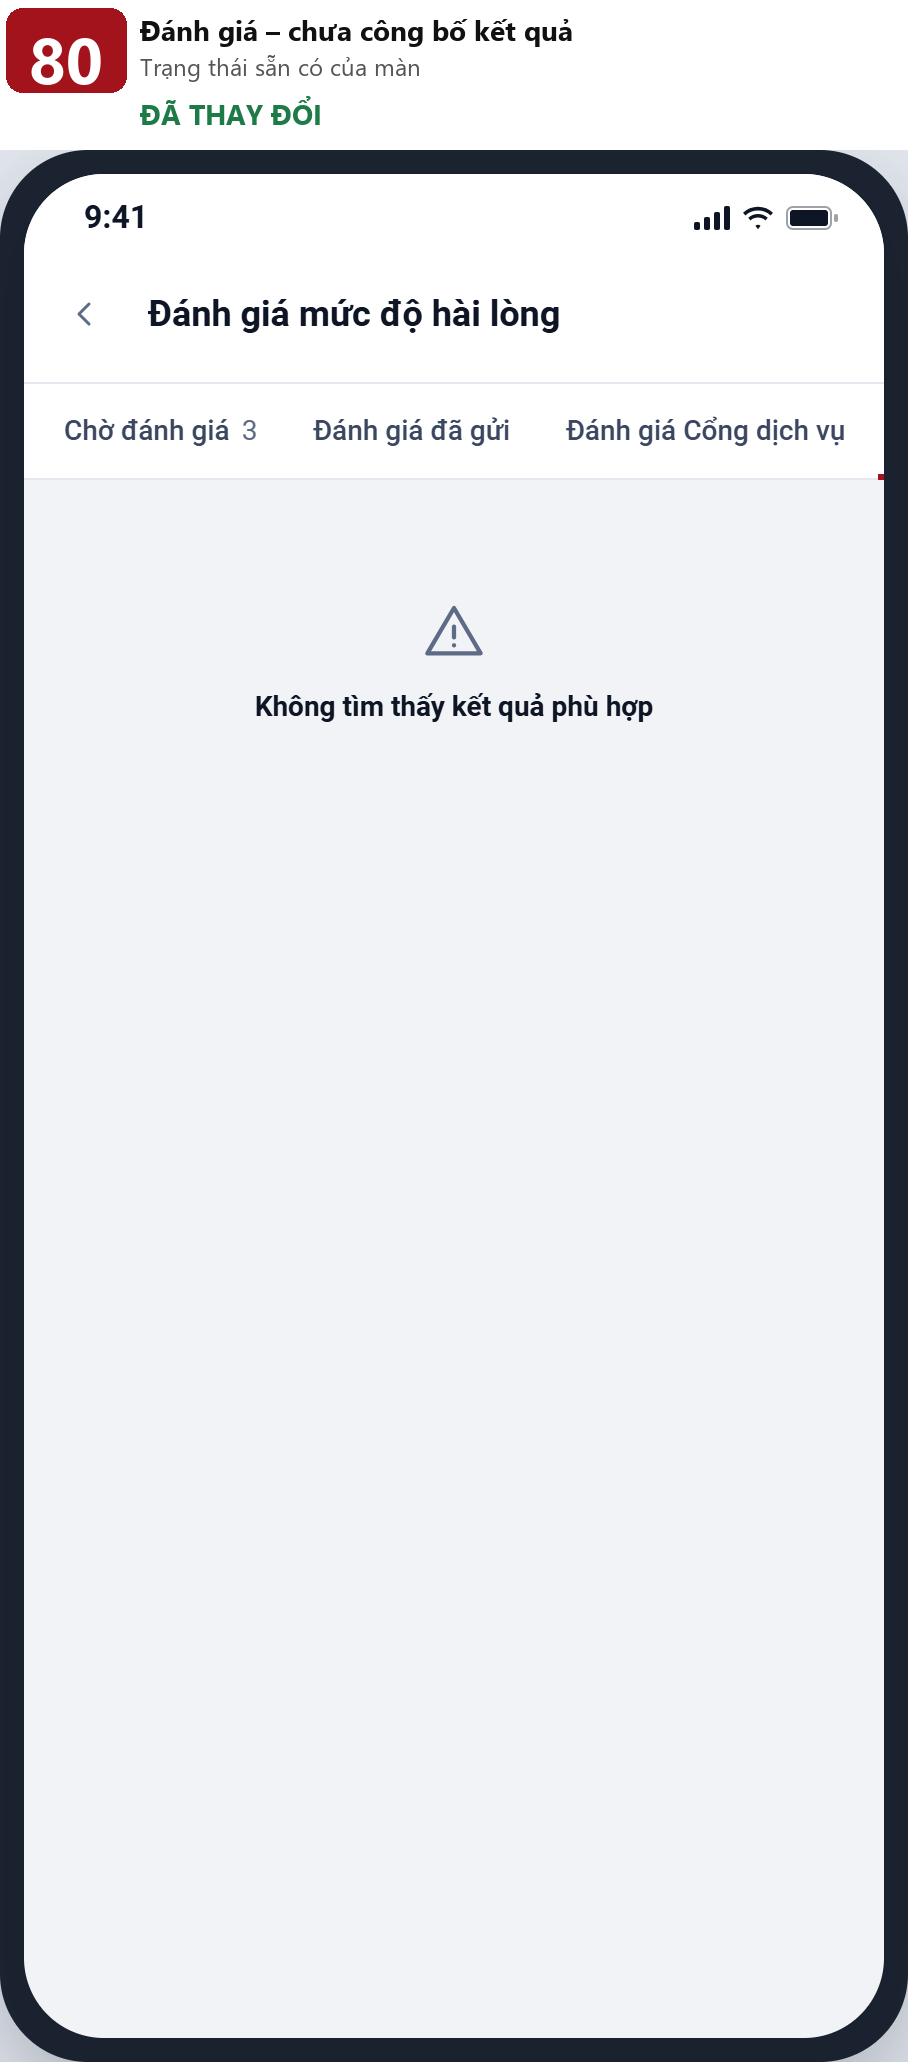 80
Đánh giá – chưa công bố kết quả
Trạng thái sẵn có của màn
ĐÃ THAY ĐỔI
9:41
Đánh giá mức độ hài lòng
Chờ đánh giá 3 Đánh giá đã gửi Đánh giá Cổng dịch vụ
Không tìm thấy kết quả phù hợp